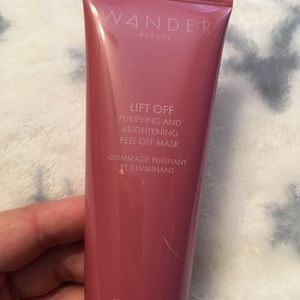 WANDER
BEAUTY
LIFT OFF
PURIFYING AND
BRIGHTENING
PEEL OFF MASK
GOMMAGE PURIFIANT
ET ILLUMINANT